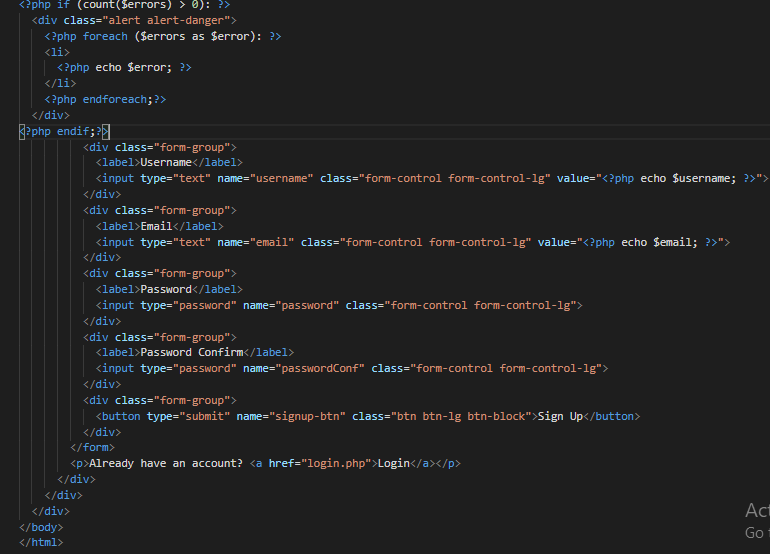 <?php if (count($errors) > 0): ?>
<div class="alert alert-danger">
<?php foreach ($errors as $error): ?>
<li>
<?php echo $error; ?>
</li>
<?php endforeach;?>
</div>
<?php endif;?>
<div class="form-group">
<label>Username</label>
<input type="text" name="username" class="form-control form-control-lg" value="<?php echo $username; ?>">
</div>
<div class="form-group">
<label>Email</label>
<input type="text" name="email" class="form-control form-control-lg" value="<?php echo $email; ?>">
</div>
<div class="form-group">
<label>Password</label>
<input type="password" name="password" class="form-control form-control-lg">
</div>
<div class="form-group">
<label>Password Confirm</label>
<input type="password" name="passwordConf" class="form-control form-control-lg">
</div>
<div class="form-group">
<button type="submit" name="signup-btn" class="btn btn-lg btn-block">Sign Up</button>
</div>
</form>
<p>Already have an account? <a href="login.php">Login</a></p>
</div>
</div>
</div>
</body>
</html>
Act
Go